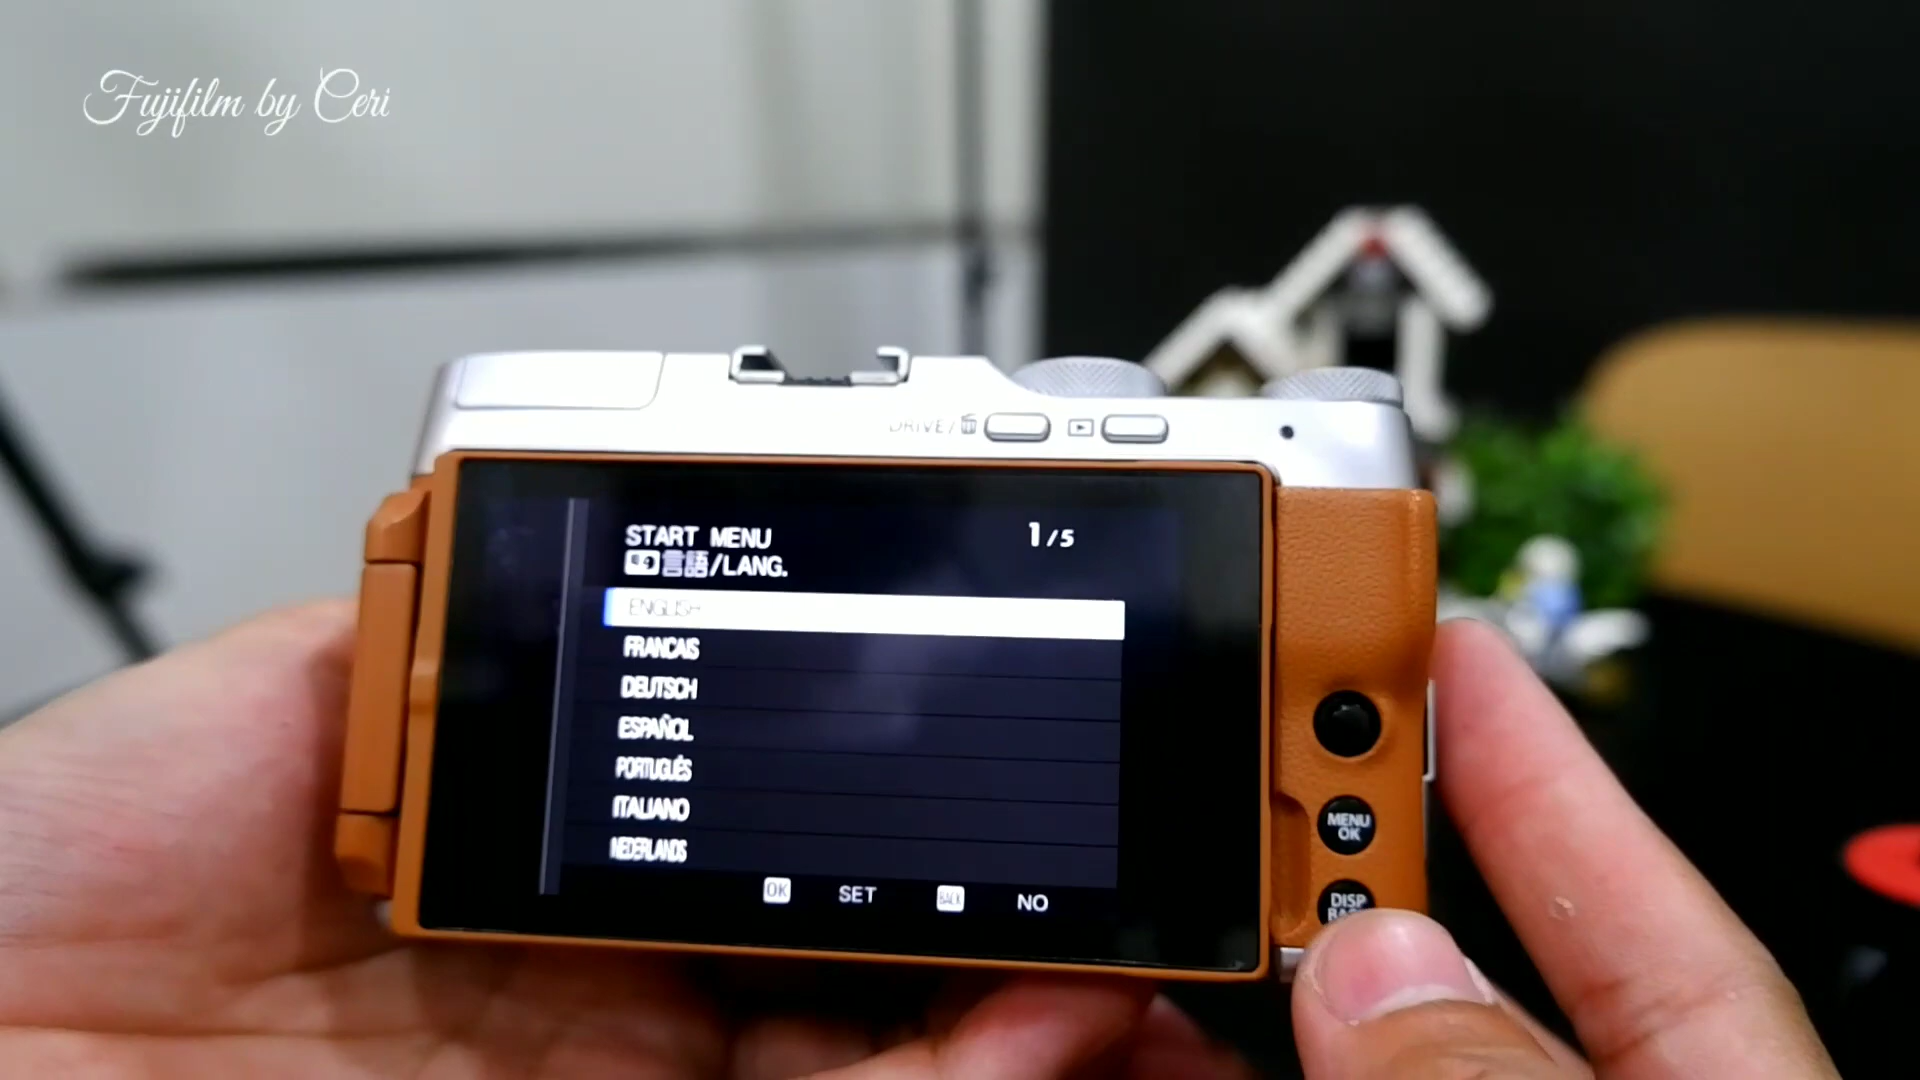 Fujifilm by Ceri
DRIVE/
START MENU
1/5
言語/LANG.
ENGLISH
FRANCAIS
DEUTSCH
ESPAÑOL
PORTUGUÊS
ITALIANO
NEDERLANDS
OK SET BACK NO
MENU
OK
DISP
BACK